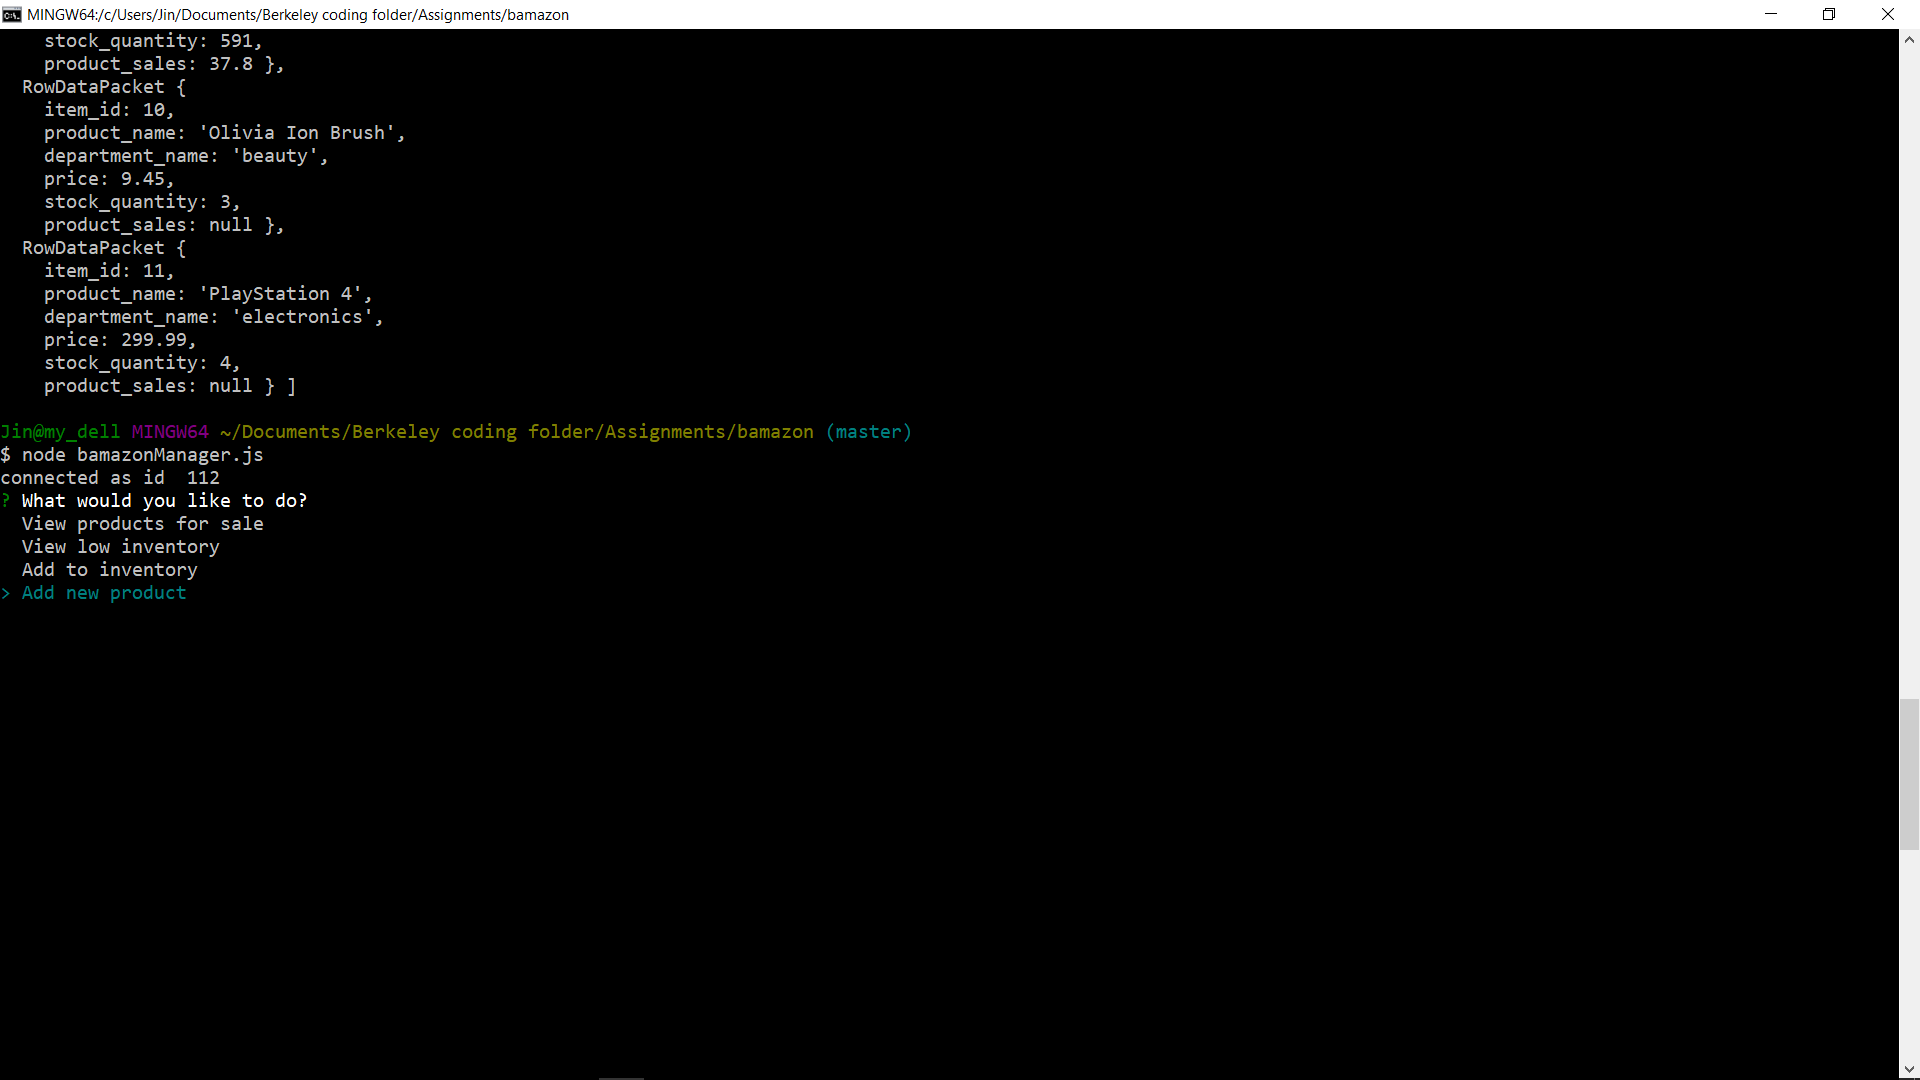 MINGW64:/c/Users/Jin/Documents/Berkeley coding folder/Assignments/bamazon
stock_quantity: 591,
product_sales: 37.8 },
RowDataPacket {
item_id: 10,
product_name: 'Olivia Ion Brush',
department_name: 'beauty',
price: 9.45,
stock_quantity: 3,
product_sales: null },
RowDataPacket {
item_id: 11,
product_name: 'PlayStation 4',
department_name: 'electronics',
price: 299.99,
stock_quantity: 4,
product_sales: null } ]
Jin@my_dell MINGW64 ~/Documents/Berkeley coding folder/Assignments/bamazon (master)
$ node bamazonManager.js
connected as id  112
? What would you like to do?
View products for sale
View low inventory
Add to inventory
> Add new product